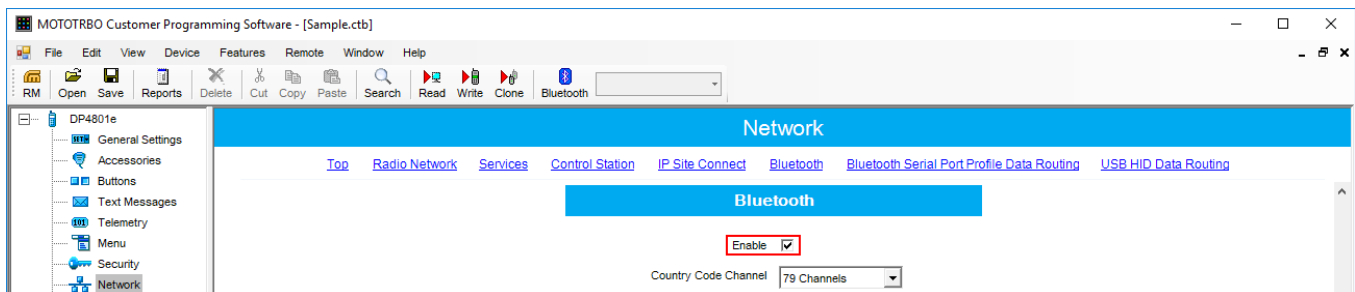 MOTOTRBO Customer Programming Software - [Sample.ctb]
File Edit View Device Features Remote Window Help
RM Open Save Reports Delete Cut Copy Paste Search Read Write Clone Bluetooth
DP4801e
General Settings
Accessories
Buttons
Text Messages
Telemetry
Menu
Security
Network
Network
Top Radio Network Services Control Station IP Site Connect Bluetooth Bluetooth Serial Port Profile Data Routing USB HID Data Routing
Bluetooth
Enable
Country Code Channel 79 Channels